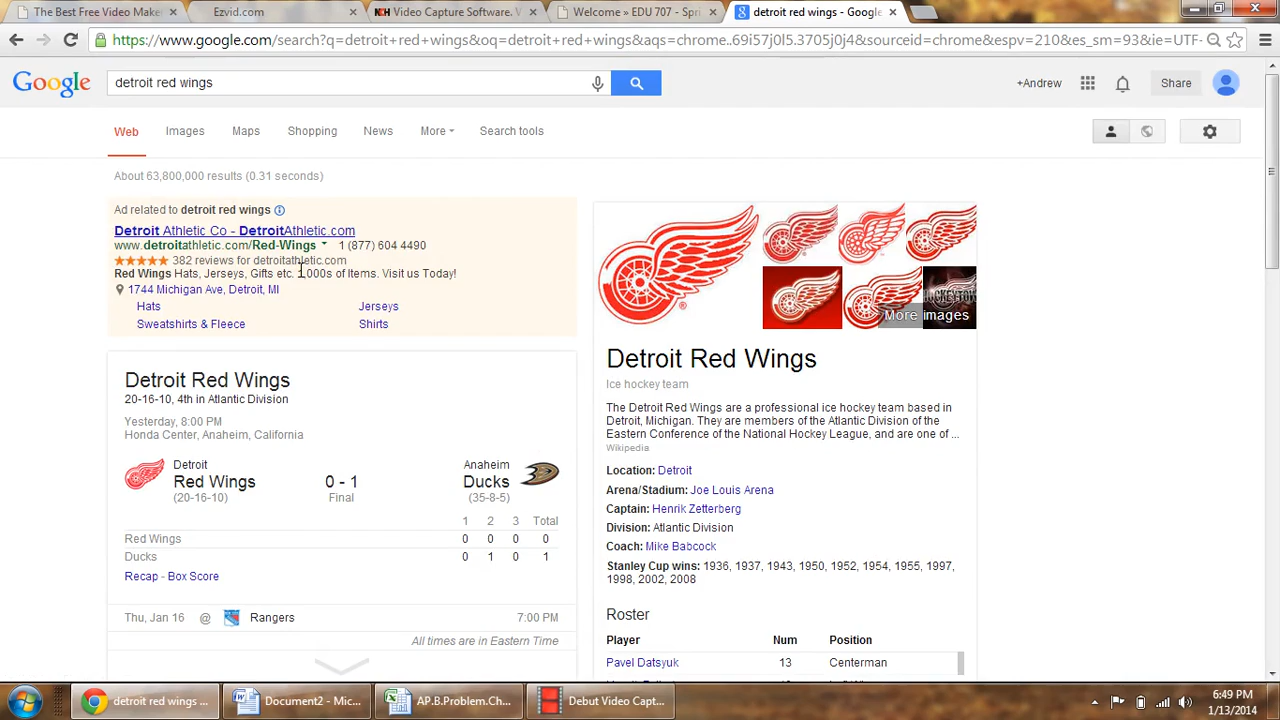 The Best Free Video Maker
Ezvid.com
Video Capture Software. V
Welcome » EDU 707 - Spri
detroit red wings - Google
https://www.google.com/search?q=detroit+red+wings&oq=detroit+red+wings&aqs=chrome..69i57j0l5.3705j0j4&sourceid=chrome&espv=210&es_sm=93&ie=UTF-
Google
detroit red wings
+Andrew
Share
Web Images Maps Shopping News More Search tools
About 63,800,000 results (0.31 seconds)
Ad related to detroit red wings
Detroit Athletic Co - DetroitAthletic.com
www.detroitathletic.com/Red-Wings 1 (877) 604 4490
382 reviews for detroitathletic.com
Red Wings Hats, Jerseys, Gifts etc. 1,000s of Items. Visit us Today!
1744 Michigan Ave, Detroit, MI
Hats Jerseys
Sweatshirts & Fleece Shirts
Detroit Red Wings
20-16-10, 4th in Atlantic Division
Yesterday, 8:00 PM
Honda Center, Anaheim, California
Detroit Anaheim
Red Wings 0 - 1 Ducks
(20-16-10) Final (35-8-5)
1 2 3 Total
Red Wings 0 0 0 0
Ducks 0 1 0 1
Recap - Box Score
Thu, Jan 16 @ Rangers 7:00 PM
All times are in Eastern Time
More images
Detroit Red Wings
Ice hockey team
The Detroit Red Wings are a professional ice hockey team based in
Detroit, Michigan. They are members of the Atlantic Division of the
Eastern Conference of the National Hockey League, and are one of ...
Wikipedia
Location: Detroit
Arena/Stadium: Joe Louis Arena
Captain: Henrik Zetterberg
Division: Atlantic Division
Coach: Mike Babcock
Stanley Cup wins: 1936, 1937, 1943, 1950, 1952, 1954, 1955, 1997,
1998, 2002, 2008
Roster
Player Num Position
Pavel Datsyuk 13 Centerman
detroit red wings ...
Document2 - Mic...
AP.B.Problem.Ch...
Debut Video Capt...
6:49 PM
1/13/2014